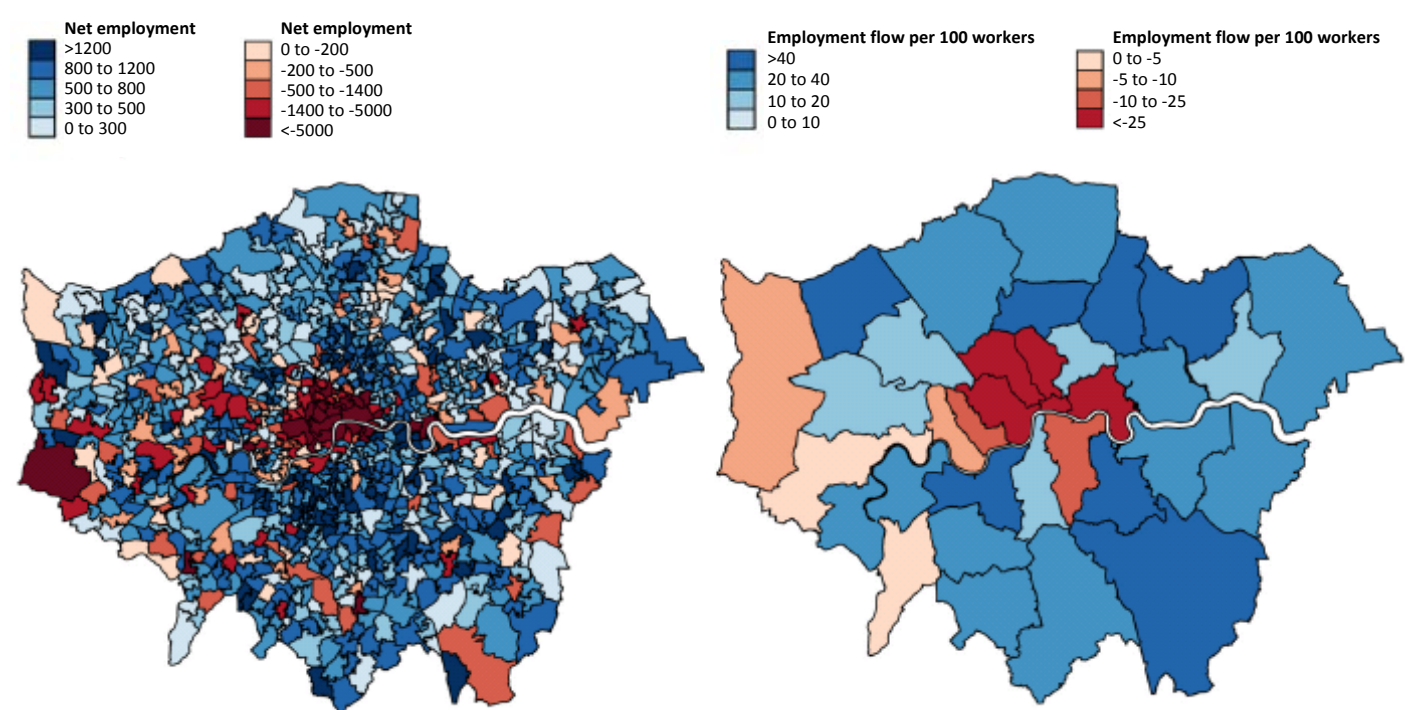 Net employment
>1200
800 to 1200
500 to 800
300 to 500
0 to 300
Net employment
0 to -200
-200 to -500
-500 to -1400
-1400 to -5000
<-5000
Employment flow per 100 workers
>40
20 to 40
10 to 20
0 to 10
Employment flow per 100 workers
0 to -5
-5 to -10
-10 to -25
<-25